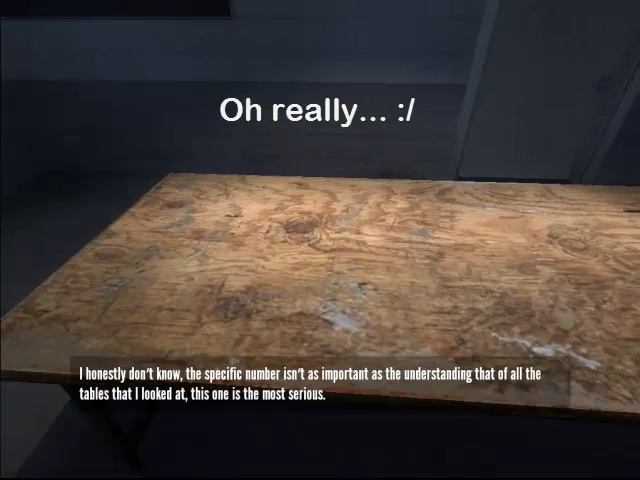 Oh really... :/
I honestly don't know, the specific number isn't as important as the understanding that of all the
tables that I looked at, this one is the most serious.